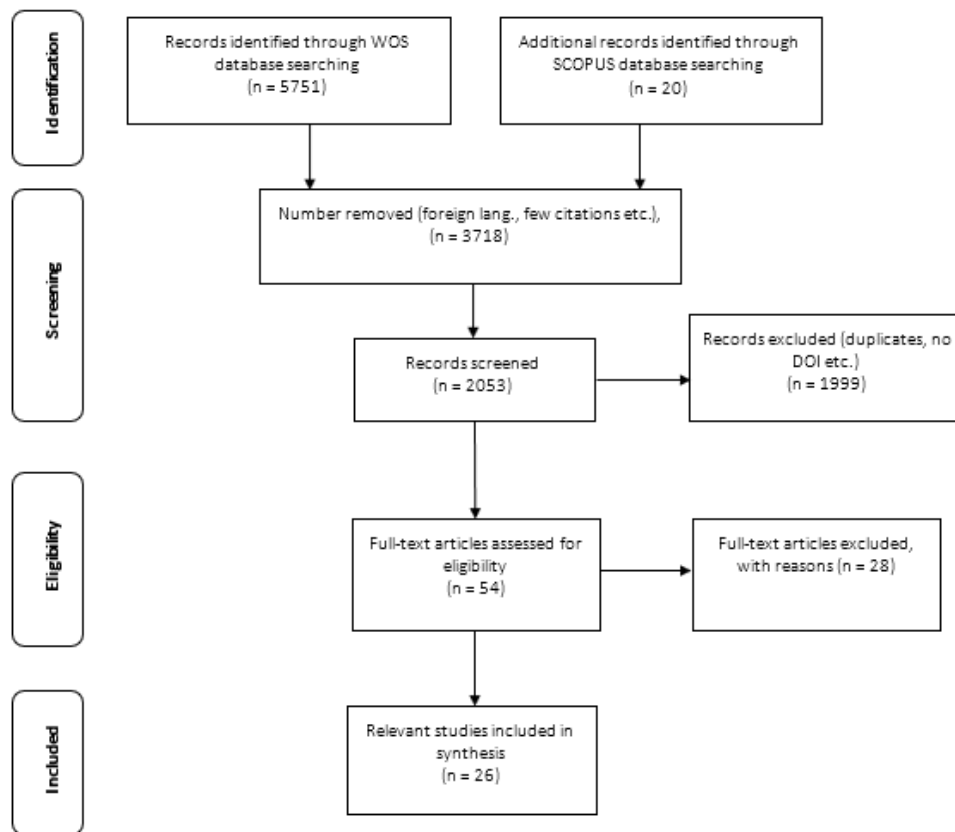 Identification
Records identified through WOS
database searching
(n = 5751)
Additional records identified through
SCOPUS database searching
(n = 20)
Screening
Number removed (foreign lang., few citations etc.),
(n = 3718)
Records screened
(n = 2053)
Records excluded (duplicates, no
DOI etc.)
(n = 1999)
Eligibility
Full-text articles assessed for
eligibility
(n = 54)
Full-text articles excluded,
with reasons (n = 28)
Included
Relevant studies included in
synthesis
(n = 26)